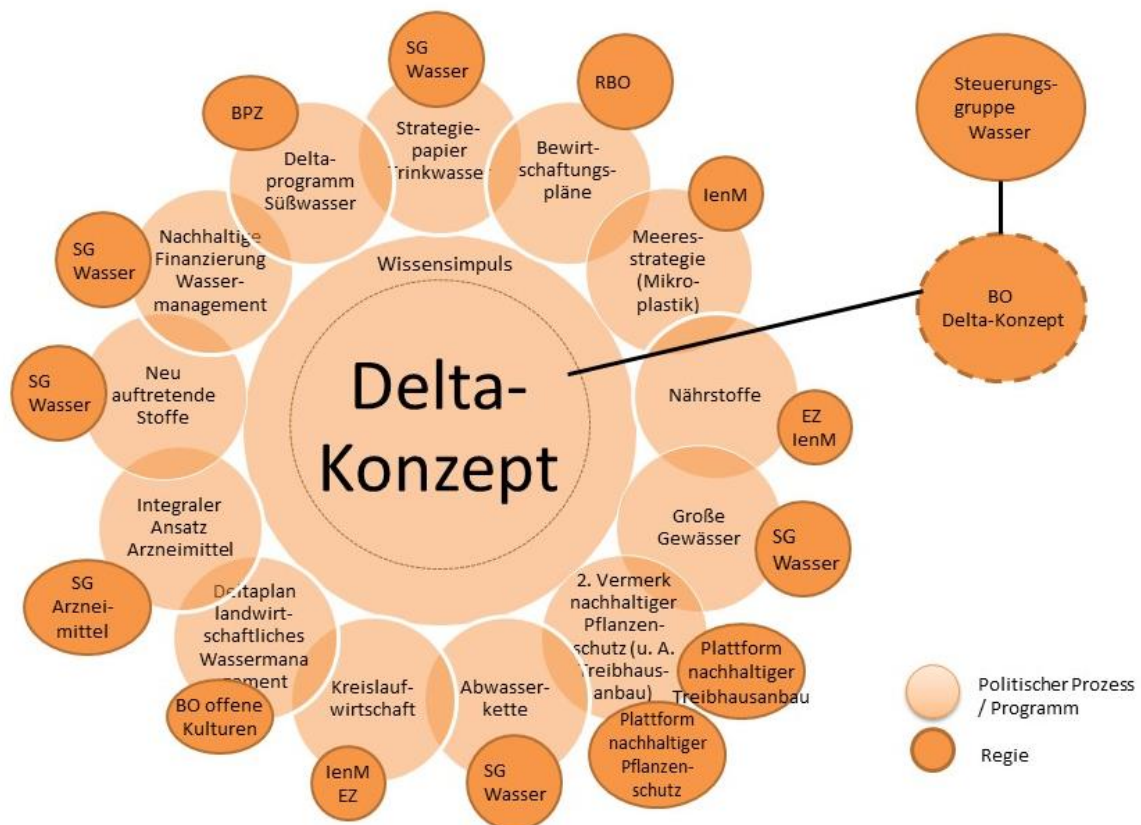 SG
Wasser
Strategie-
papier
Trinkwasser
RBO
Bewirt-
schaftungs-
pläne
IenM
Meeres-
strategie
(Mikro-
plastik)
Nährstoffe
EZ
IenM
Große
Gewässer
SG
Wasser
2. Vermerk
nachhaltiger
Pflanzen-
schutz (u. A.
Treibhaus-
anbau)
Plattform
nachhaltiger
Treibhausanbau
Plattform
nachhaltiger
Pflanzen-
schutz
Abwasser-
kette
SG
Wasser
Kreislauf-
wirtschaft
IenM
EZ
Deltaplan
landwirt-
schaftliches
Wassermana
gement
BO offene
Kulturen
Integraler
Ansatz
Arzneimittel
SG
Arznei-
mittel
Neu
auftretende
Stoffe
SG
Wasser
Nachhaltige
Finanzierung
Wasser-
management
SG
Wasser
Delta-
programm
Süßwasser
BPZ
Wissensimpuls
Delta-
Konzept
Steuerungs-
gruppe
Wasser
BO
Delta-Konzept
Politischer Prozess
/ Programm
Regie